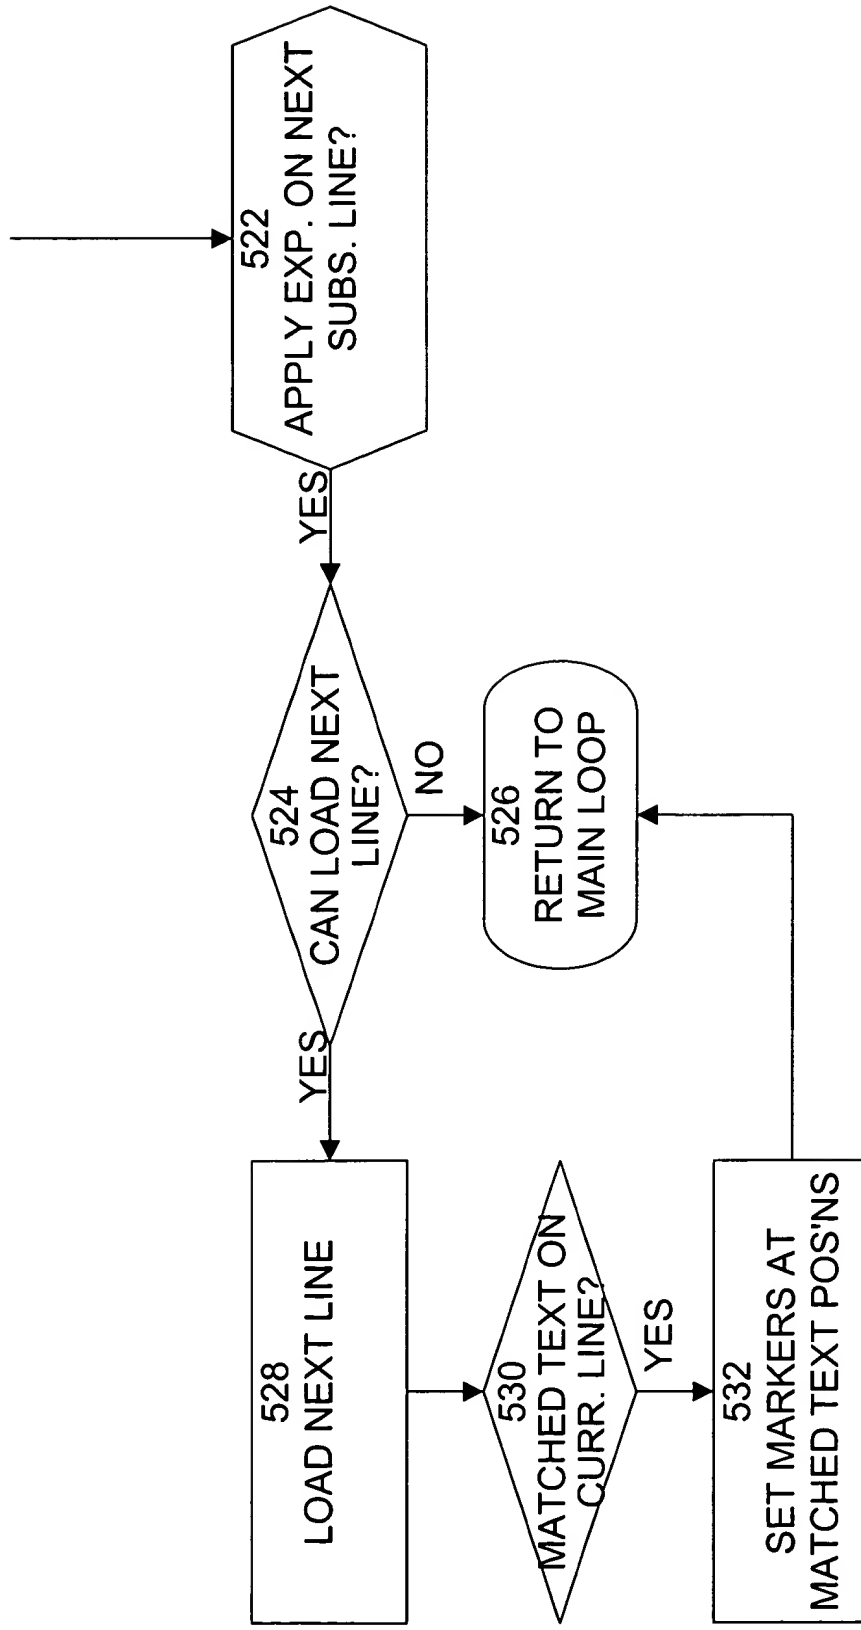 522
APPLY EXP. ON NEXT
SUBS. LINE?
YES
524
CAN LOAD NEXT
LINE?
NO
526
RETURN TO
MAIN LOOP
YES
528
LOAD NEXT LINE
530
MATCHED TEXT ON
CURR. LINE?
YES
532
SET MARKERS AT
MATCHED TEXT POS'NS